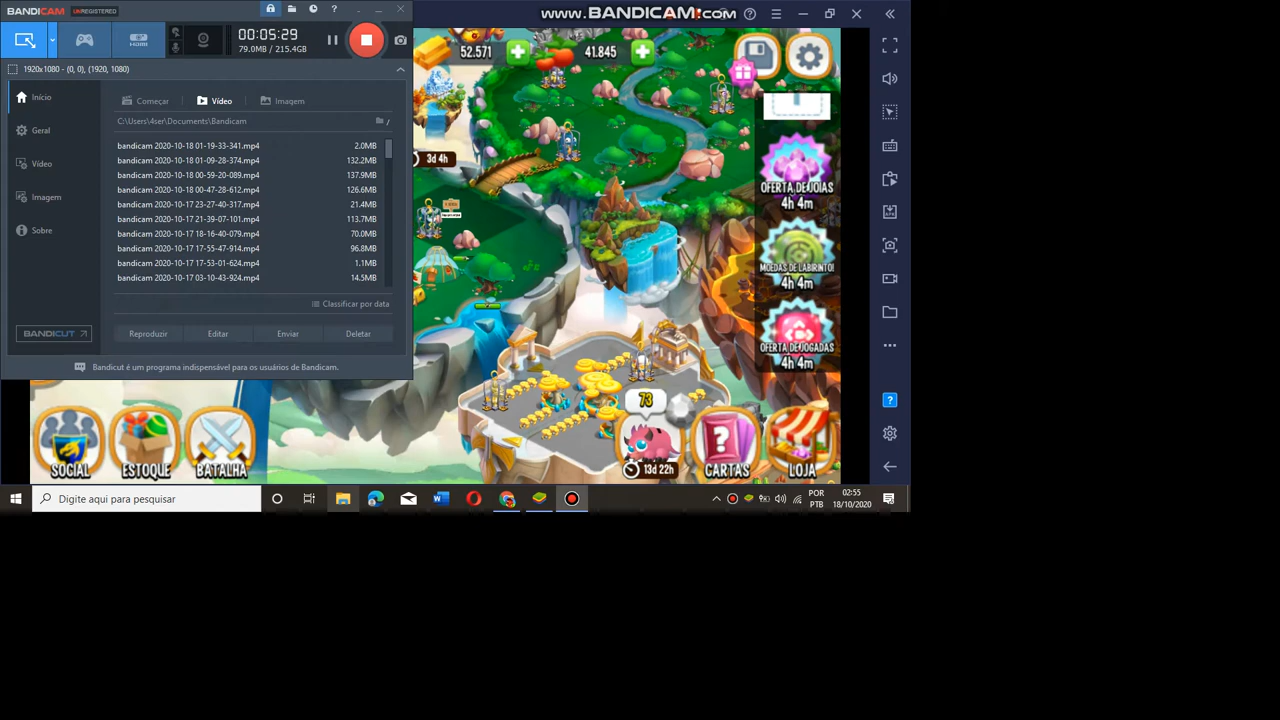 BANDICAM UNREGISTERED
www.BANDICAM.com
00:05:29
79.0MB / 215.4GB
1920x1080 - (0, 0), (1920, 1080)
Início
Geral
Vídeo
Imagem
Sobre
BANDICUT
Começar
Vídeo
Imagem
C:\Users\4ser\Documents\Bandicam
bandicam 2020-10-18 01-19-33-341.mp4 2.0MB
bandicam 2020-10-18 01-09-28-374.mp4 132.2MB
bandicam 2020-10-18 00-59-20-089.mp4 137.9MB
bandicam 2020-10-18 00-47-28-612.mp4 126.6MB
bandicam 2020-10-17 23-27-40-317.mp4 21.4MB
bandicam 2020-10-17 21-39-07-101.mp4 113.7MB
bandicam 2020-10-17 18-16-40-079.mp4 70.0MB
bandicam 2020-10-17 17-55-47-914.mp4 96.8MB
bandicam 2020-10-17 17-53-01-624.mp4 1.1MB
bandicam 2020-10-17 03-10-43-924.mp4 14.5MB
Classificar por data
Reproduzir
Editar
Enviar
Deletar
Bandicut é um programa indispensável para os usuários de Bandicam.
52.571
41.845
3d 4h
OFERTA DE JOIAS
4h 4m
MOEDAS DE LABIRINTO!
4h 4m
OFERTA DE JOGADAS
4h 4m
73
13d 22h
SOCIAL
ESTOQUE
BATALHA
CARTAS
LOJA
Digite aqui para pesquisar
POR
PTB
02:55
18/10/2020